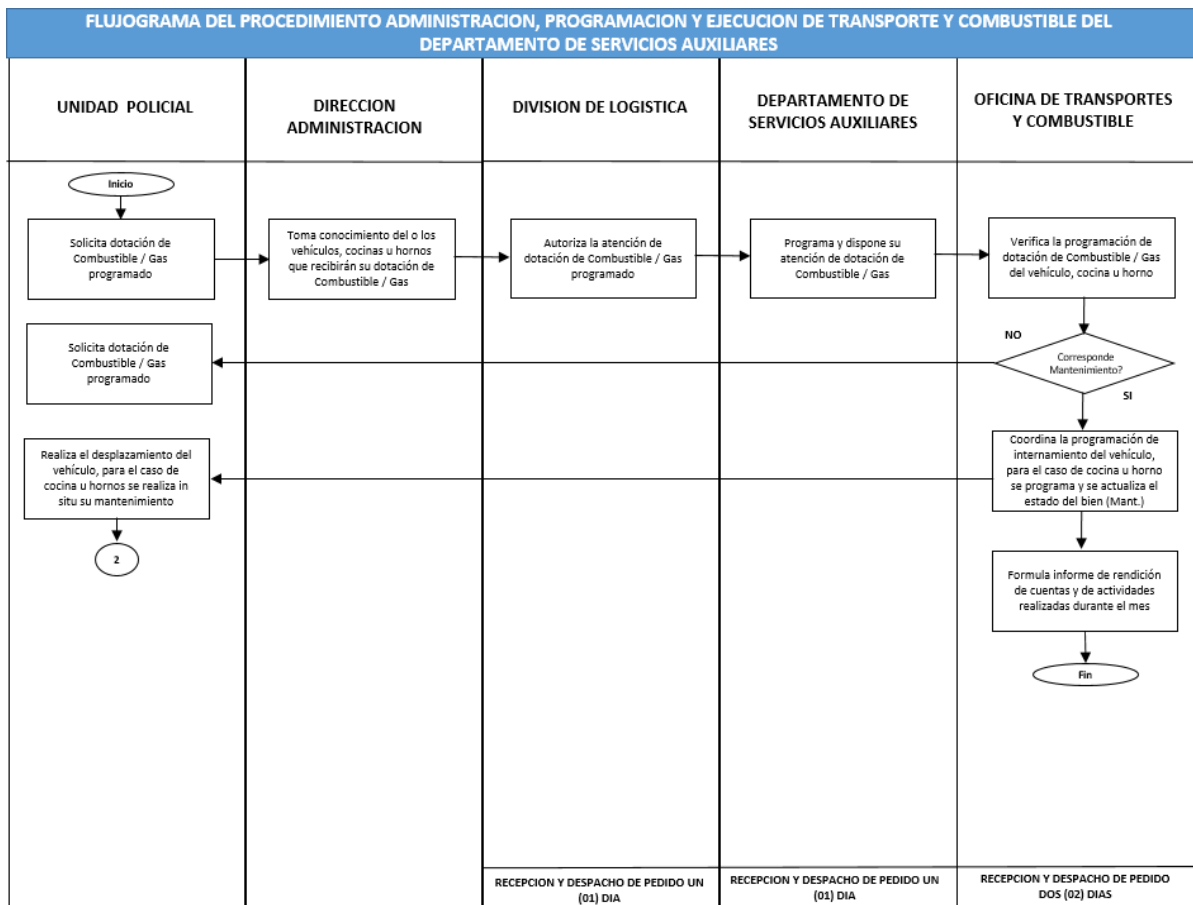 FLUJOGRAMA DEL PROCEDIMIENTO ADMINISTRACION, PROGRAMACION Y EJECUCION DE TRANSPORTE Y COMBUSTIBLE DEL
DEPARTAMENTO DE SERVICIOS AUXILIARES
UNIDAD POLICIAL
DIRECCION
ADMINISTRACION
DIVISION DE LOGISTICA
DEPARTAMENTO DE
SERVICIOS AUXILIARES
OFICINA DE TRANSPORTES
Y COMBUSTIBLE
Inicio
Solicita dotación de
Combustible / Gas
programado
Toma conocimiento del o los
vehículos, cocinas u hornos
que recibirán su dotación de
Combustible / Gas
Autoriza la atención de
dotación de Combustible / Gas
programado
Programa y dispone su
atención de dotación de
Combustible / Gas
Verifica la programación de
dotación de Combustible / Gas
del vehículo, cocina u horno
NO
Corresponde
Mantenimiento?
SI
Solicita dotación de
Combustible / Gas
programado
Coordina la programación de
internamiento del vehículo,
para el caso de cocina u horno
se programa y se actualiza el
estado del bien (Mant.)
Realiza el desplazamiento del
vehículo, para el caso de
cocina u hornos se realiza in
situ su mantenimiento
2
Formula informe de rendición
de cuentas y de actividades
realizadas durante el mes
Fin
RECEPCION Y DESPACHO DE PEDIDO UN
(01) DIA
RECEPCION Y DESPACHO DE PEDIDO UN
(01) DIA
RECEPCION Y DESPACHO DE PEDIDO
DOS (02) DIAS